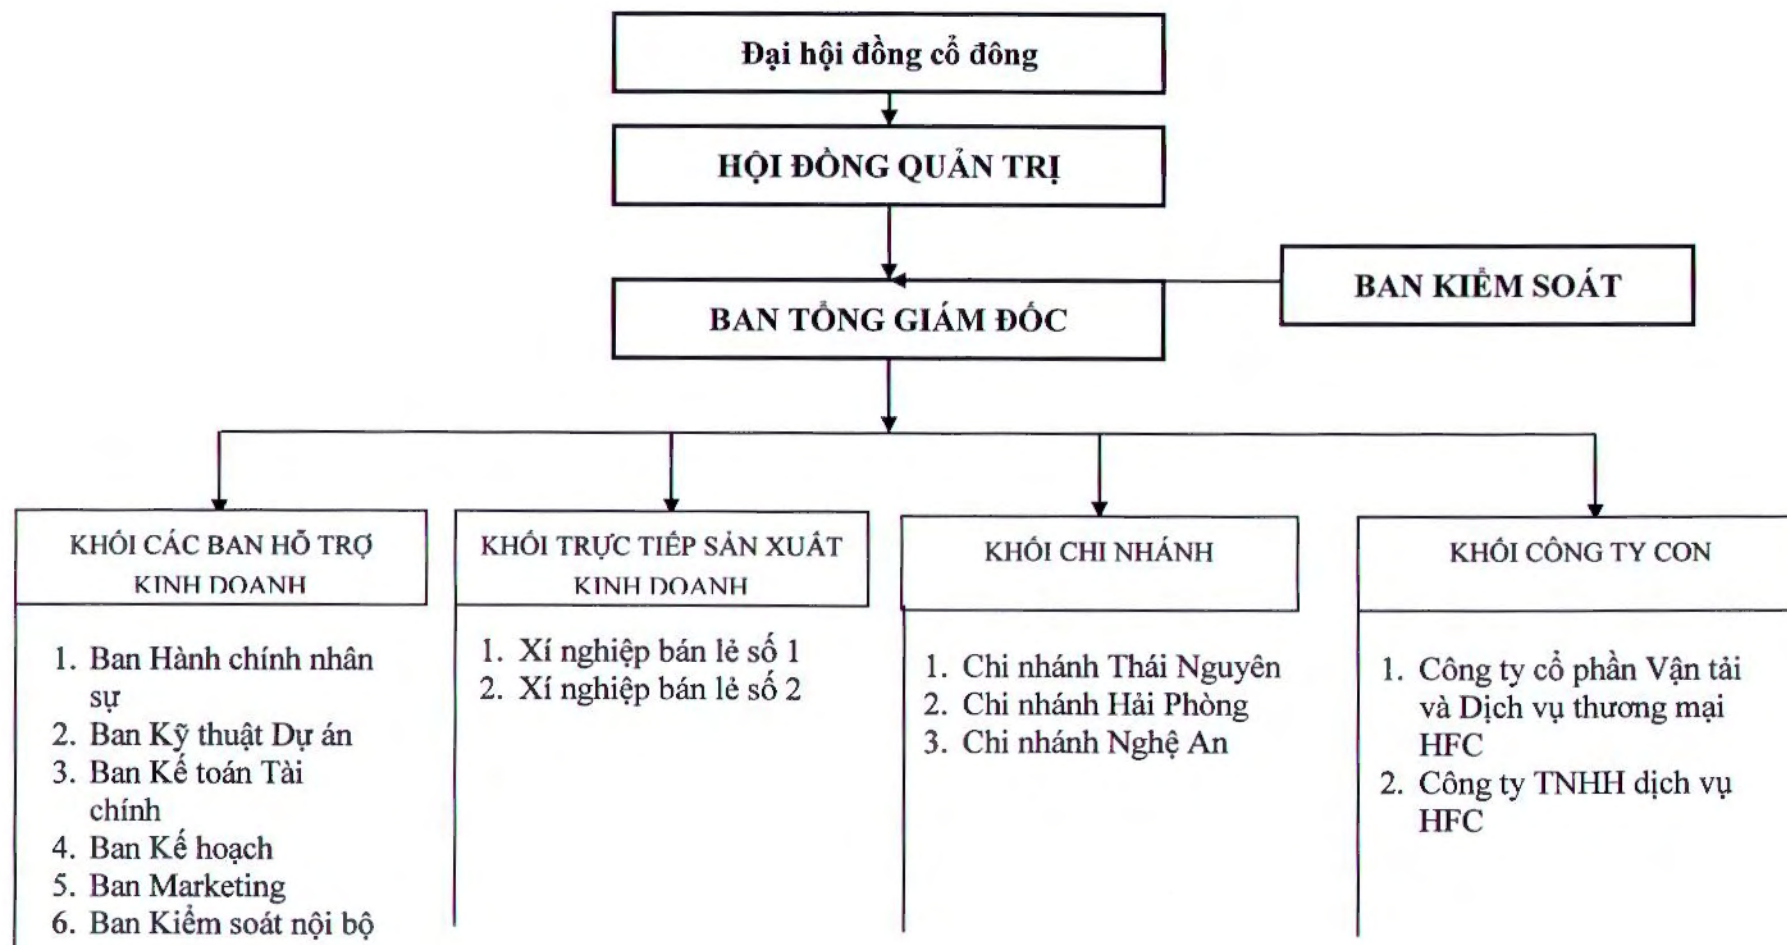 Đại hội đồng cổ đông
HỘI ĐỒNG QUẢN TRỊ
BAN KIỂM SOÁT
BAN TỔNG GIÁM ĐỐC
KHỐI CÁC BAN HỖ TRỢ
KINH DOANH
1. Ban Hành chính nhân
sự
2. Ban Kỹ thuật Dự án
3. Ban Kế toán Tài
chính
4. Ban Kế hoạch
5. Ban Marketing
6. Ban Kiểm soát nội bộ
KHỐI TRỰC TIẾP SẢN XUẤT
KINH DOANH
1. Xí nghiệp bán lẻ số 1
2. Xí nghiệp bán lẻ số 2
KHỐI CHI NHÁNH
1. Chi nhánh Thái Nguyên
2. Chi nhánh Hải Phòng
3. Chi nhánh Nghệ An
KHỐI CÔNG TY CON
1. Công ty cổ phần Vận tải
và Dịch vụ thương mại
HFC
2. Công ty TNHH dịch vụ
HFC